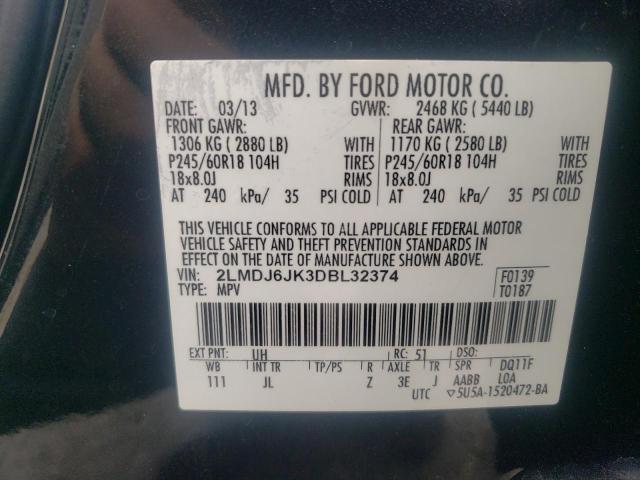 MFD. BY FORD MOTOR CO.
DATE: 03/13 GVWR: 2468 KG ( 5440 LB)
FRONT GAWR: REAR GAWR:
1306 KG ( 2880 LB) WITH 1170 KG ( 2580 LB) WITH
P245/60R18 104H TIRES P245/60R18 104H TIRES
18x8.0J RIMS 18x8.0J RIMS
AT 240 kPa/ 35 PSI COLD AT 240 kPa/ 35 PSI COLD
THIS VEHICLE CONFORMS TO ALL APPLICABLE FEDERAL MOTOR
VEHICLE SAFETY AND THEFT PREVENTION STANDARDS IN
EFFECT ON THE DATE OF MANUFACTURE SHOWN ABOVE.
VIN: 2LMDJ6JK3DBL32374 F0139
TYPE: MPV T0187
EXT PNT: UH RC: 51 DSO:
WB INT TR TP/PS R AXLE TR SPR DQ11F
111 JL Z 3E J AABB LOA
UTC ▽5U5A-1520472-BA